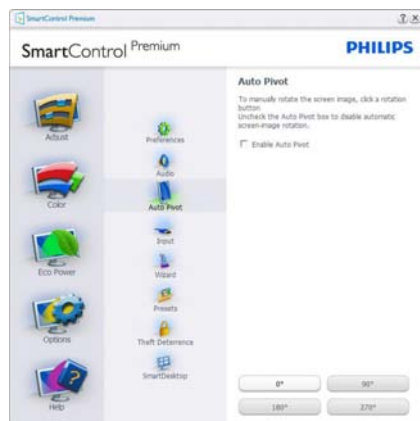 SmartControl Premium
SmartControl Premium
PHILIPS
Adjust
Color
Eco Power
Options
Help
Preferences
Audio
Auto Pivot
Input
Wizard
Presets
Theft Deterrence
SmartDesktop
Auto Pivot
To manually rotate the screen image, click a rotation
button
Uncheck the Auto Pivot box to disable automatic
screen-image rotation.
Enable Auto Pivot
0°
90°
180°
270°